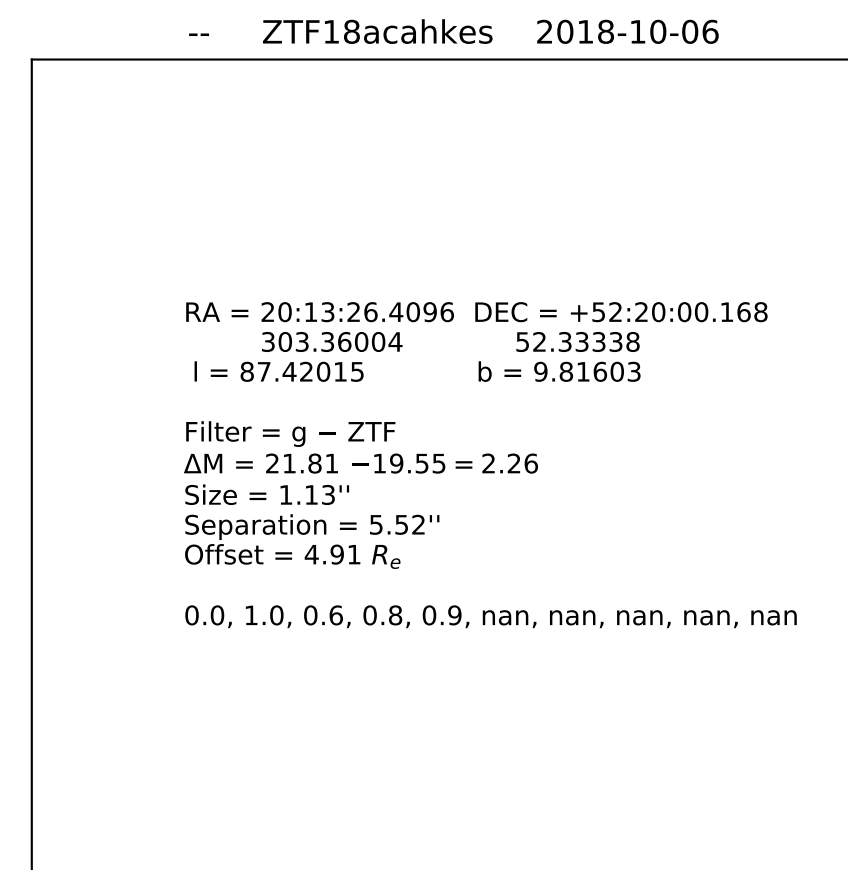 -- ZTF18acahkes 2018-10-06
RA = 20:13:26.4096 DEC = +52:20:00.168
303.36004 52.33338
l = 87.42015 b = 9.81603
Filter = g − ZTF
ΔM = 21.81 −19.55 = 2.26
Size = 1.13''
Separation = 5.52''
Offset = 4.91 Rₑ
0.0, 1.0, 0.6, 0.8, 0.9, nan, nan, nan, nan, nan